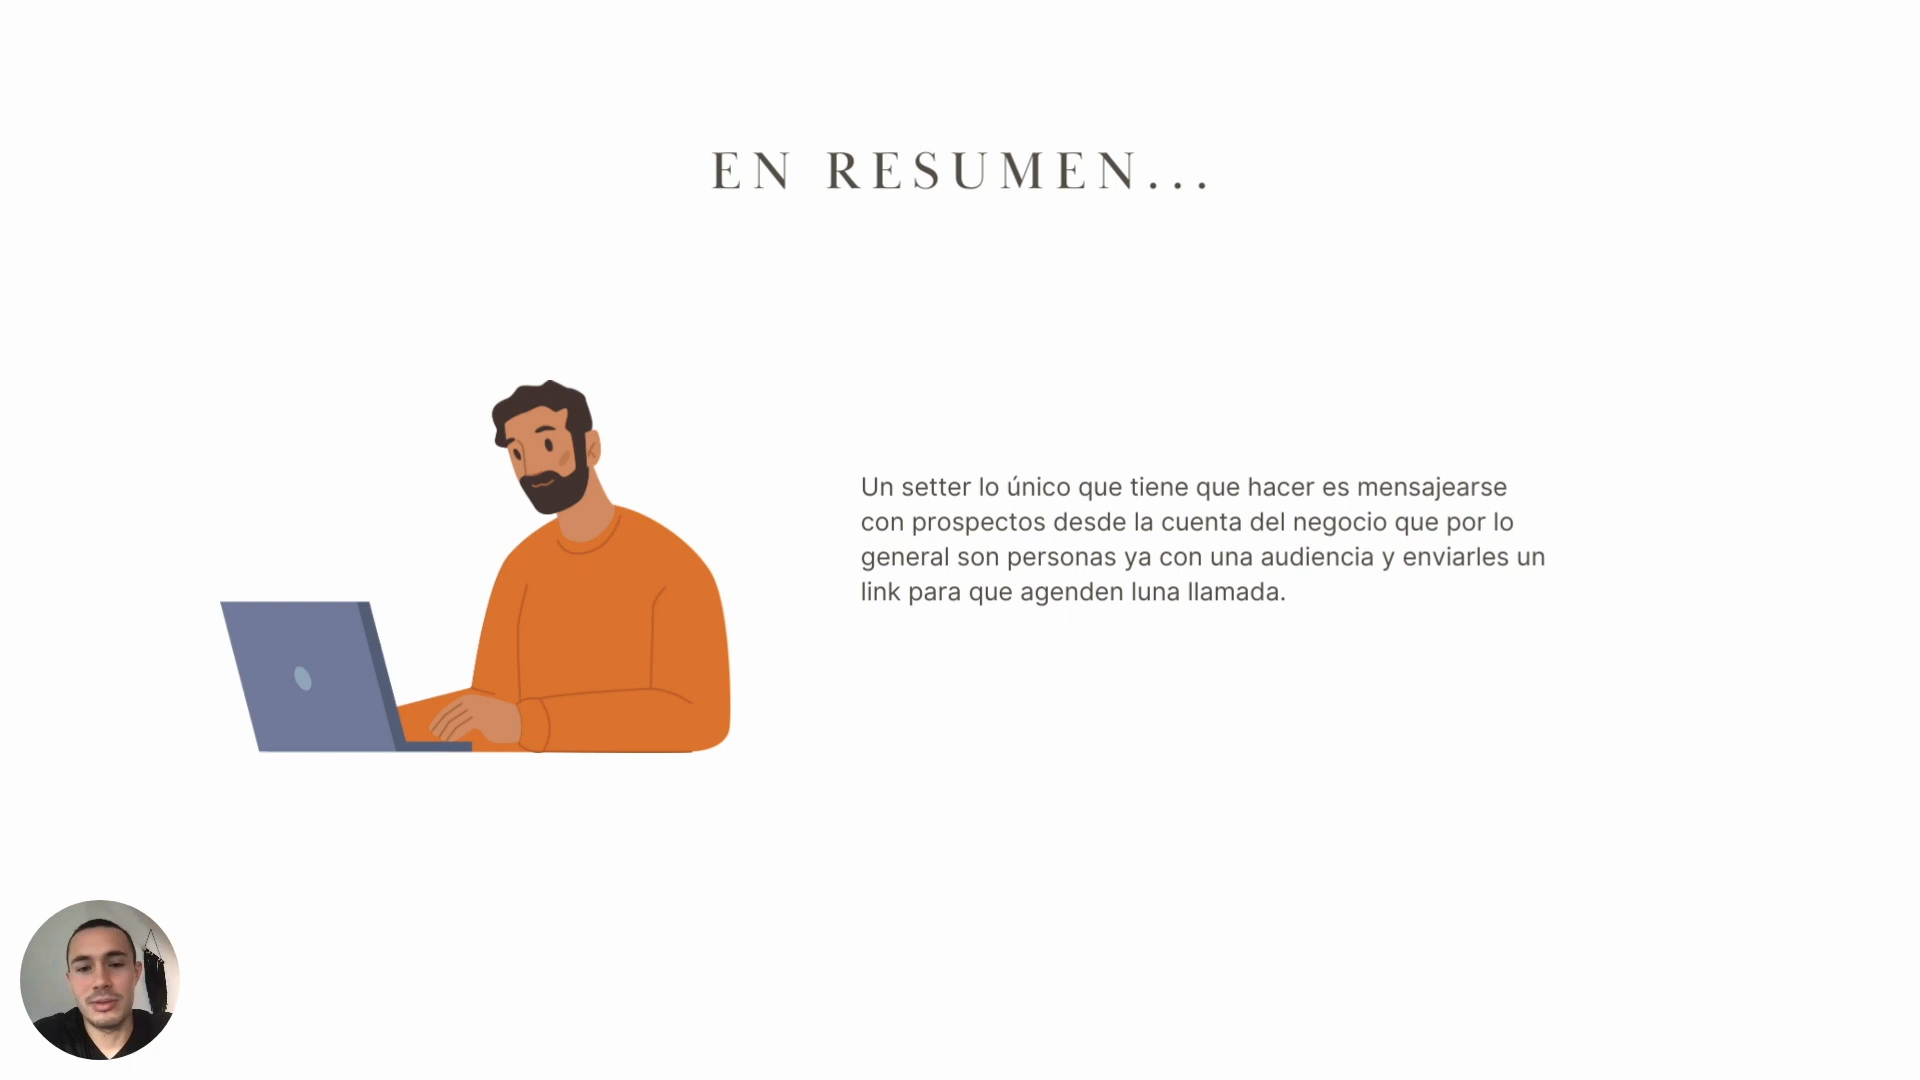 EN RESUMEN...
Un setter lo único que tiene que hacer es mensajearse
con prospectos desde la cuenta del negocio que por lo
general son personas ya con una audiencia y enviarles un
link para que agenden luna llamada.